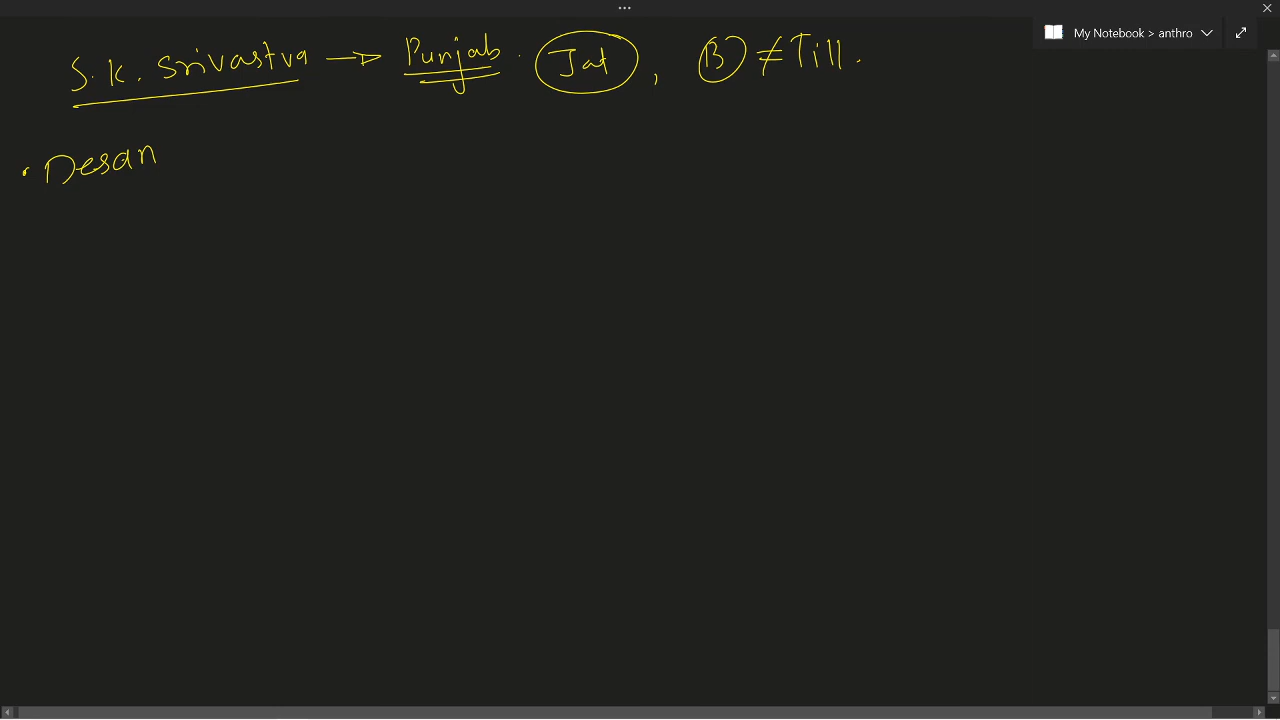 My Notebook > anthro
S.K. Srivastva → Punjab. Jat, B ≠ Till.
• Desan